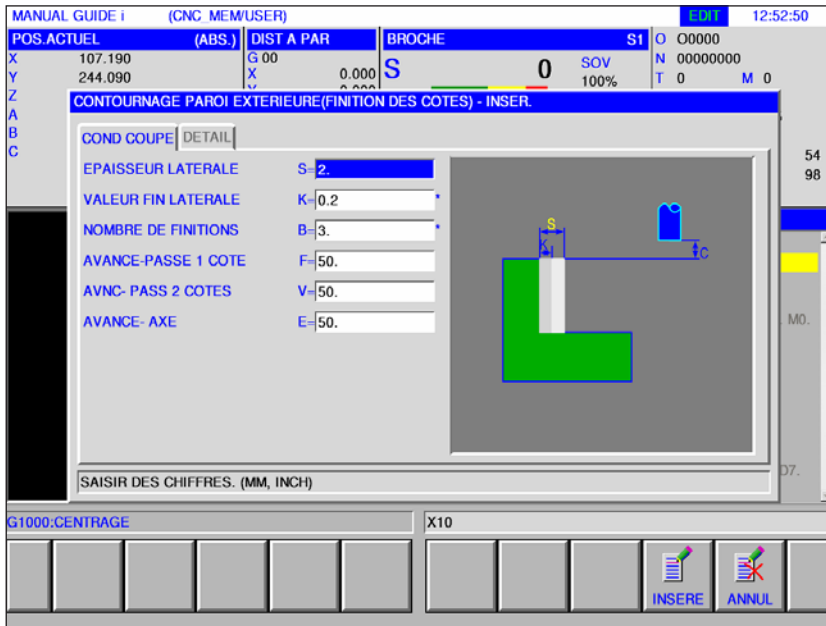 MANUAL GUIDE i (CNC_MEM/USER) EDIT 12:52:50
POS.ACTUEL (ABS.) DIST A PAR BROCHE S1 O O0000
X 107.190 G 00 S 0 SOV N 00000000
Y 244.090 X 0.000 100% T 0 M 0
Z
A
B
C
54
98
CONTOURNAGE PAROI EXTERIEURE(FINITION DES COTES) - INSER.
COND COUPE DETAIL
EPAISSEUR LATERALE S=2.
VALEUR FIN LATERALE K=0.2 *
NOMBRE DE FINITIONS B=3. *
AVANCE-PASSE 1 COTE F=50.
AVNC- PASS 2 COTES V=50.
AVANCE- AXE E=50.
S
K
C
M0.
D7.
SAISIR DES CHIFFRES. (MM, INCH)
G1000:CENTRAGE X10
INSERE ANNUL